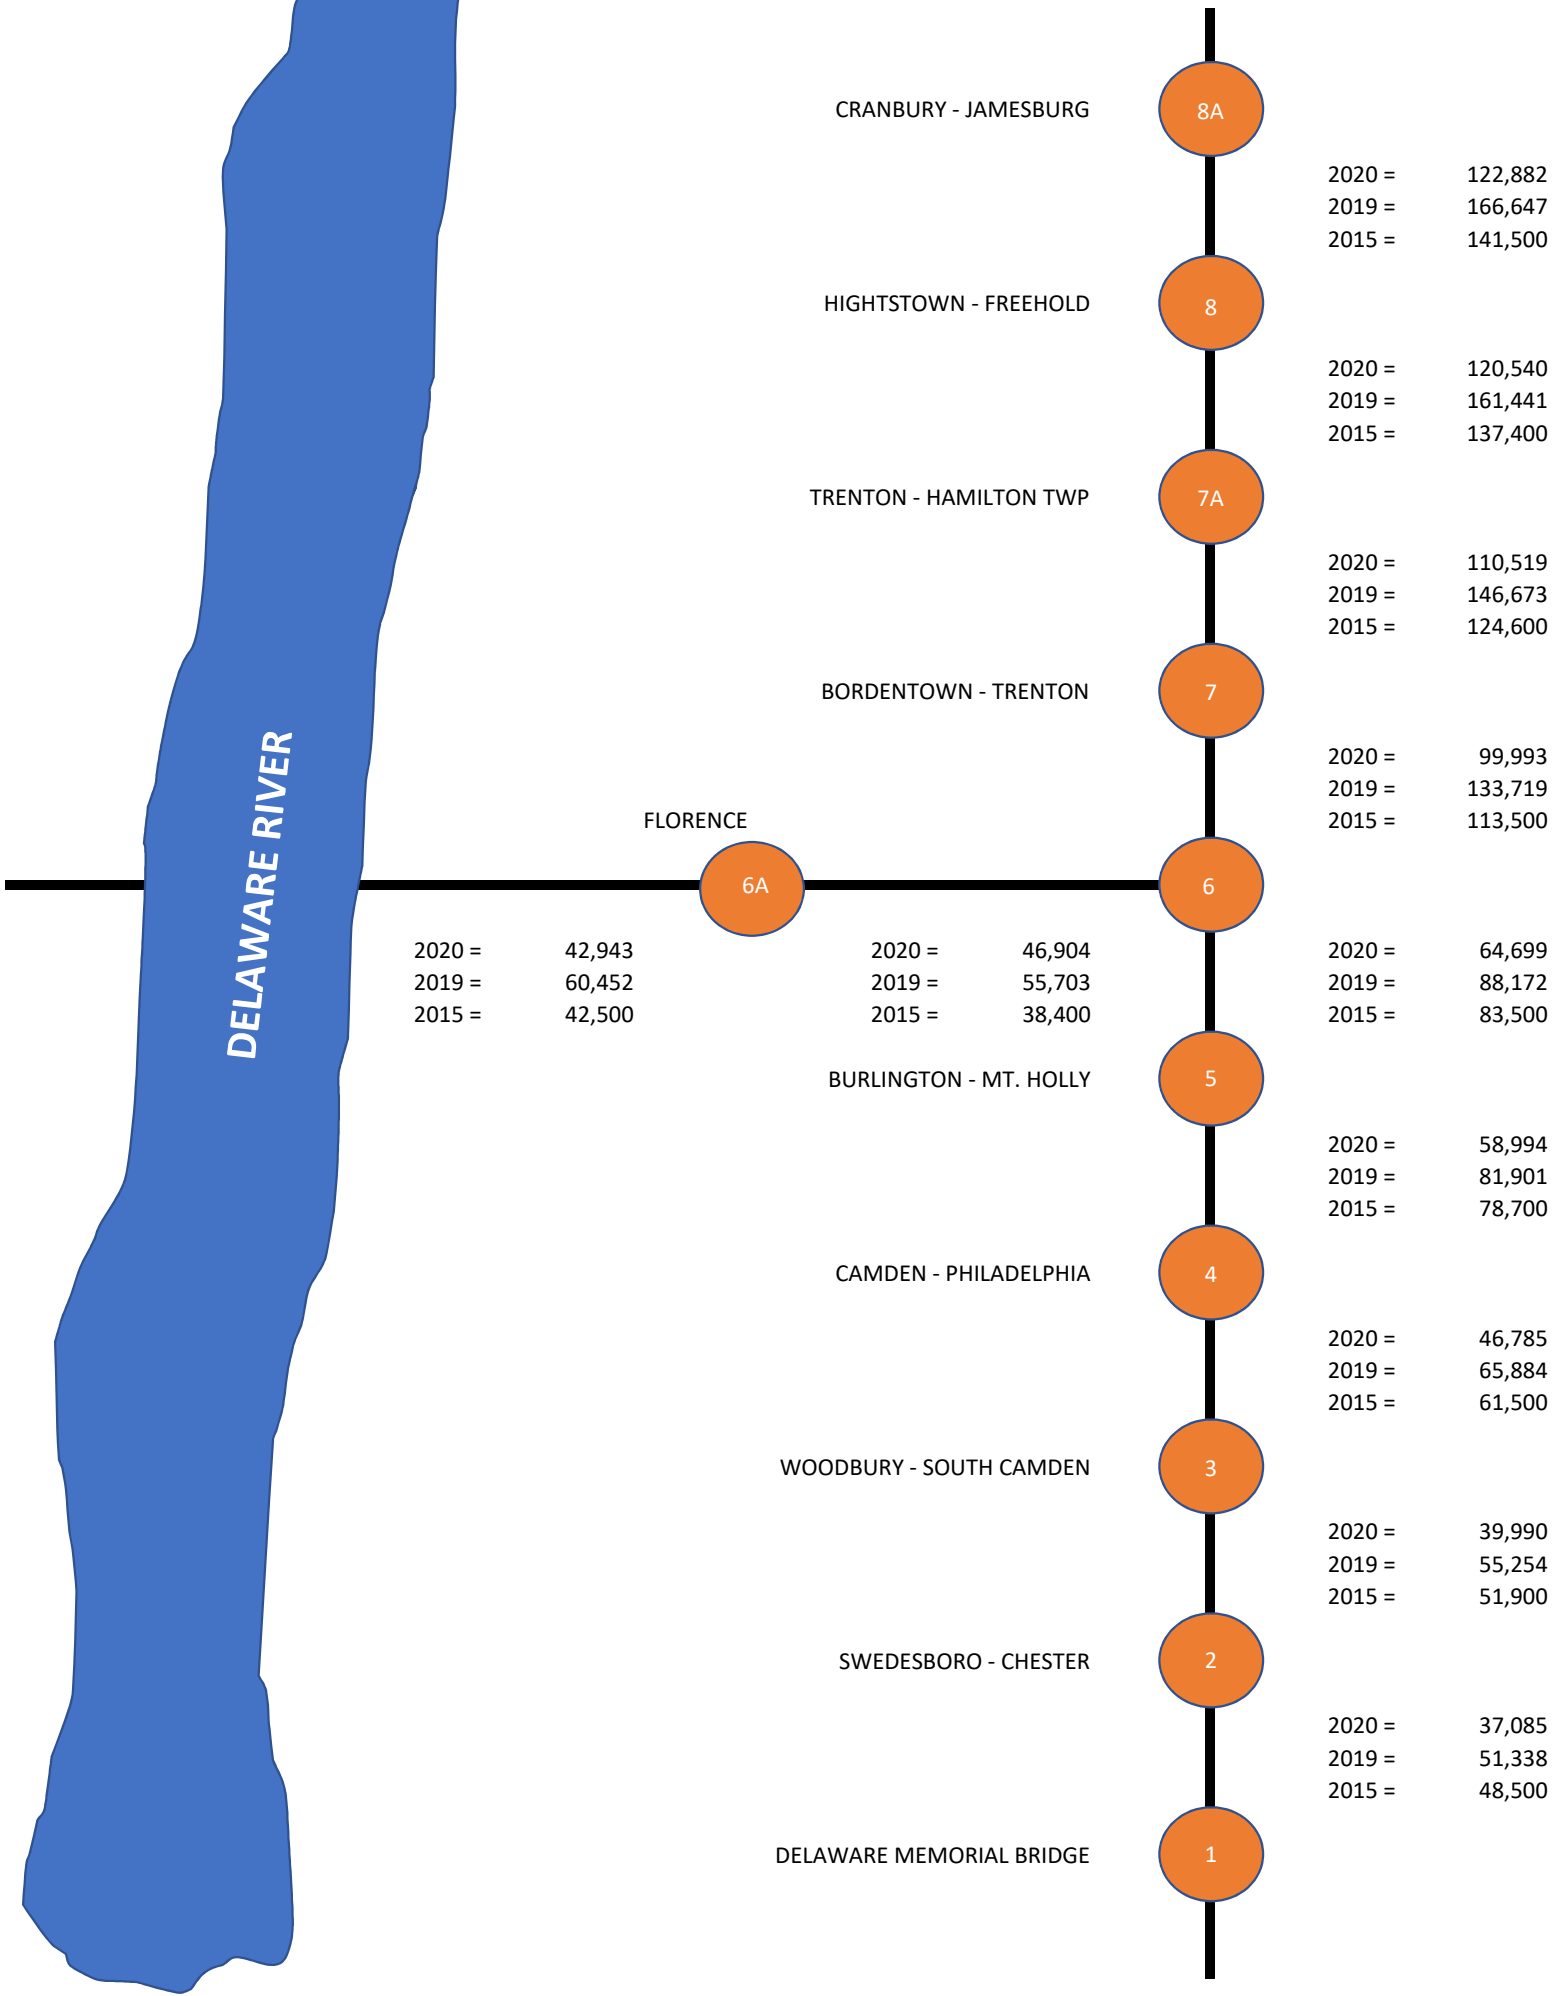 CRANBURY - JAMESBURG 8A
2020 = 122,882
2019 = 166,647
2015 = 141,500
HIGHTSTOWN - FREEHOLD 8
2020 = 120,540
2019 = 161,441
2015 = 137,400
TRENTON - HAMILTON TWP 7A
2020 = 110,519
2019 = 146,673
2015 = 124,600
BORDENTOWN - TRENTON 7
2020 = 99,993
2019 = 133,719
2015 = 113,500
DELAWARE RIVER
FLORENCE
6A 6
2020 = 42,943 2020 = 46,904 2020 = 64,699
2019 = 60,452 2019 = 55,703 2019 = 88,172
2015 = 42,500 2015 = 38,400 2015 = 83,500
BURLINGTON - MT. HOLLY 5
2020 = 58,994
2019 = 81,901
2015 = 78,700
CAMDEN - PHILADELPHIA 4
2020 = 46,785
2019 = 65,884
2015 = 61,500
WOODBURY - SOUTH CAMDEN 3
2020 = 39,990
2019 = 55,254
2015 = 51,900
SWEDESBORO - CHESTER 2
2020 = 37,085
2019 = 51,338
2015 = 48,500
DELAWARE MEMORIAL BRIDGE 1